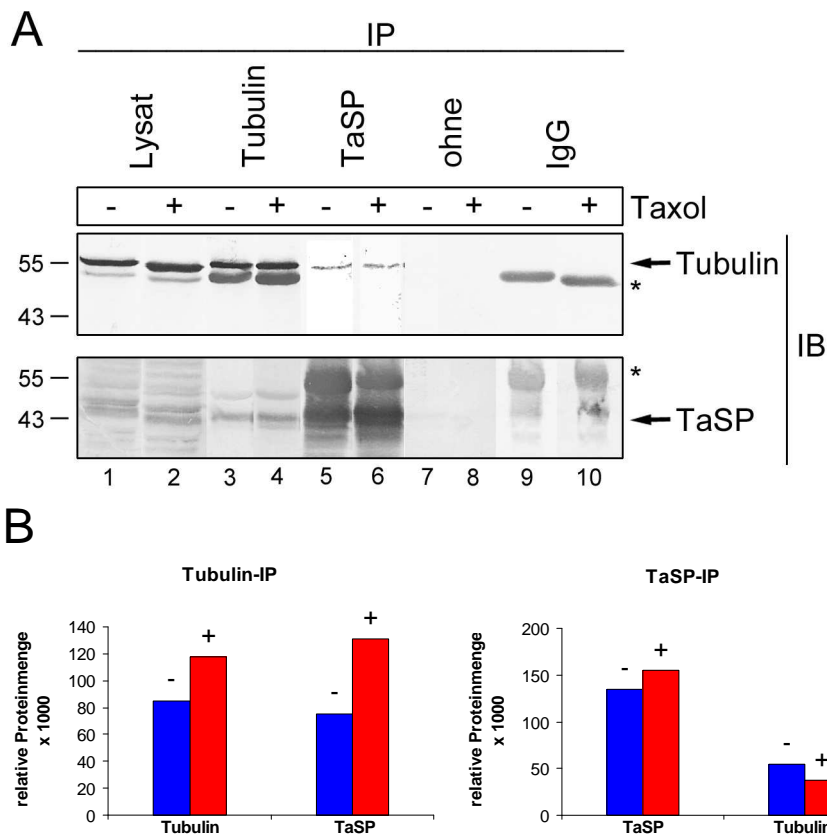 A
IP
Lysat Tubulin TaSP ohne IgG
- + - + - + - + - + Taxol
55 Tubulin
*
43
IB
55 *
43 TaSP
1 2 3 4 5 6 7 8 9 10
B
Tubulin-IP
relative Proteinmenge
x 1000
140
120
100
80
60
40
20
0
- +
- +
Tubulin TaSP
TaSP-IP
relative Proteinmenge
x 1000
200
150
100
50
0
- +
- +
TaSP Tubulin